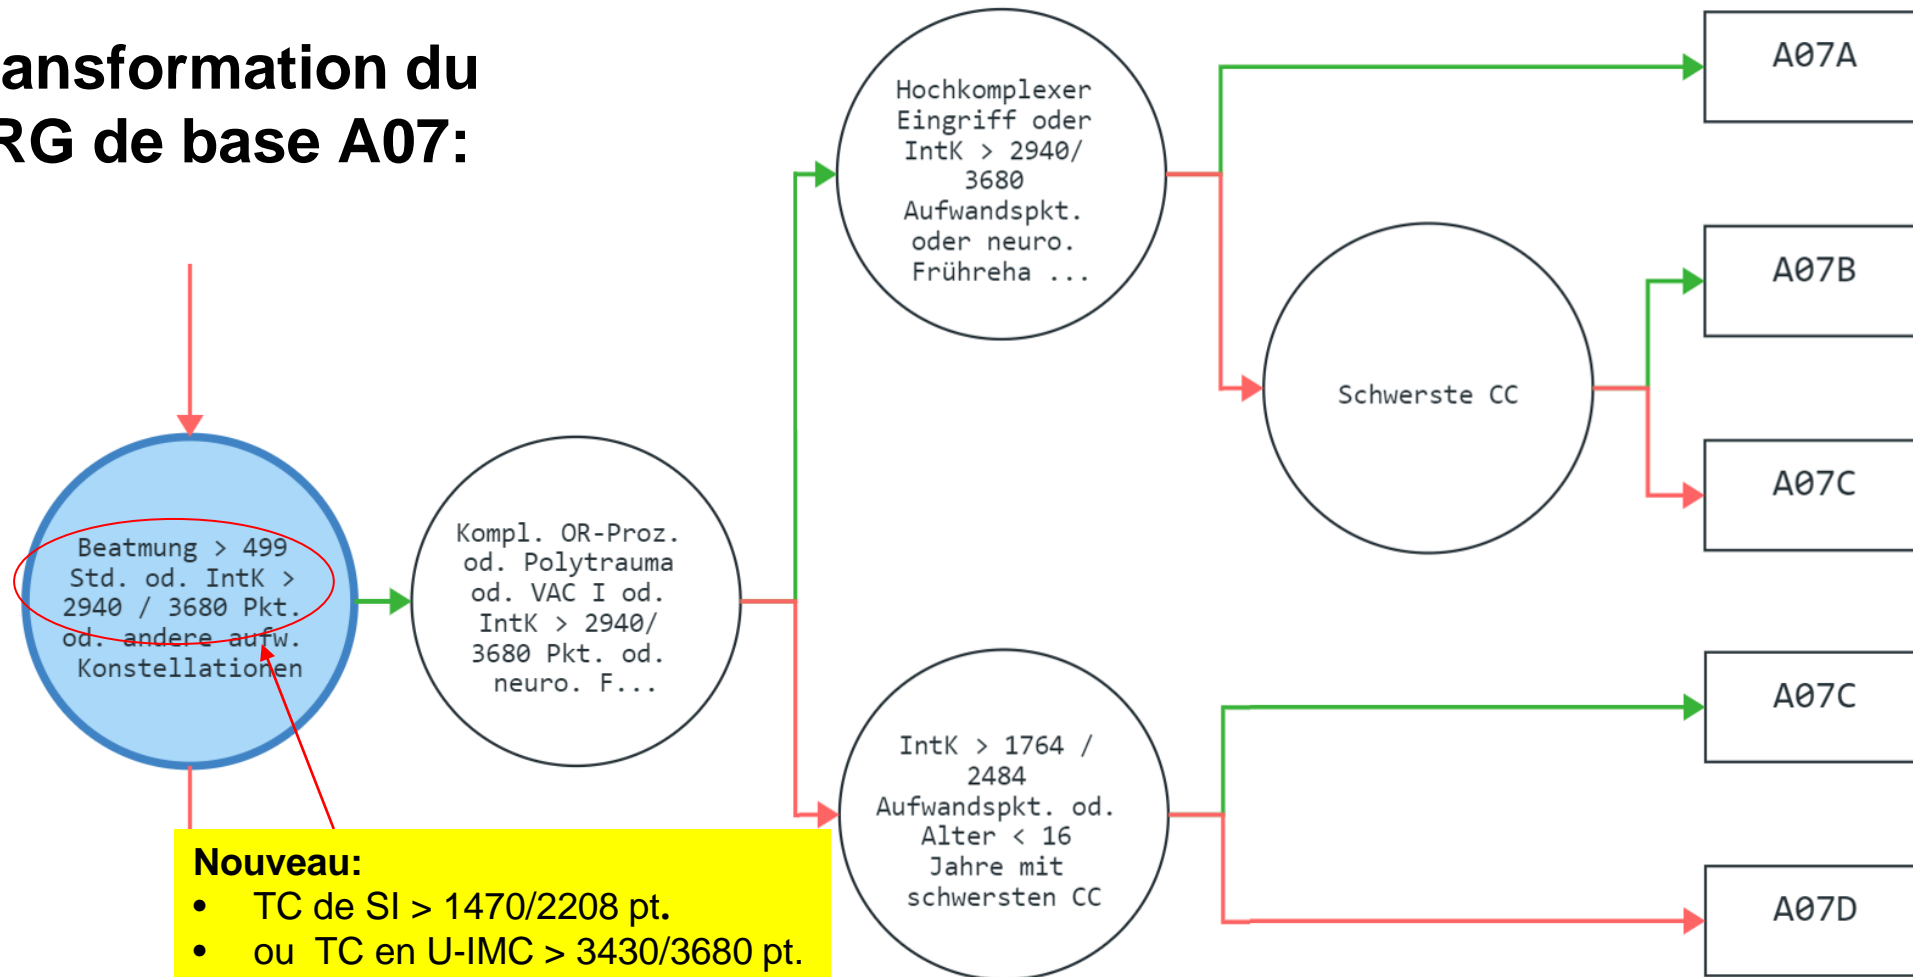 ansformation du
RG de base A07:
Hochkomplexer
Eingriff oder
IntK > 2940/
3680
Aufwandspkt.
oder neuro.
Frühreha ...
A07A
A07B
Schwerste CC
A07C
Beatmung > 499
Std. od. IntK >
2940 / 3680 Pkt.
od. andere aufw.
Konstellationen
Kompl. OR-Proz.
od. Polytrauma
od. VAC I od.
IntK > 2940/
3680 Pkt. od.
neuro. F...
IntK > 1764 /
2484
Aufwandspkt. od.
Alter < 16
Jahre mit
schwersten CC
A07C
A07D
Nouveau:
• TC de SI > 1470/2208 pt.
• ou TC en U-IMC > 3430/3680 pt.